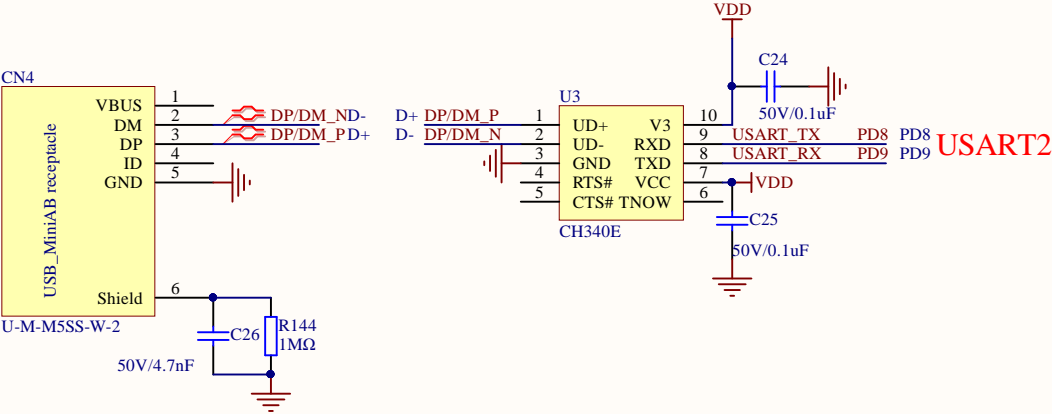 VDD
C24
50V/0.1uF
CN4
USB_MiniAB receptacle
VBUS 1
DM 2 DP/DM_N D-
DP 3 DP/DM_P D+
ID 4
GND 5
Shield 6
U-M-M5SS-W-2
C26
50V/4.7nF
R144
1MΩ
U3
D+ DP/DM_P 1 UD+ V3 10
D- DP/DM_N 2 UD- RXD 9 USART_TX PD8 PD8
3 GND TXD 8 USART_RX PD9 PD9
USART2
4 RTS# VCC 7 VDD
5 CTS# TNOW 6
CH340E
C25
50V/0.1uF